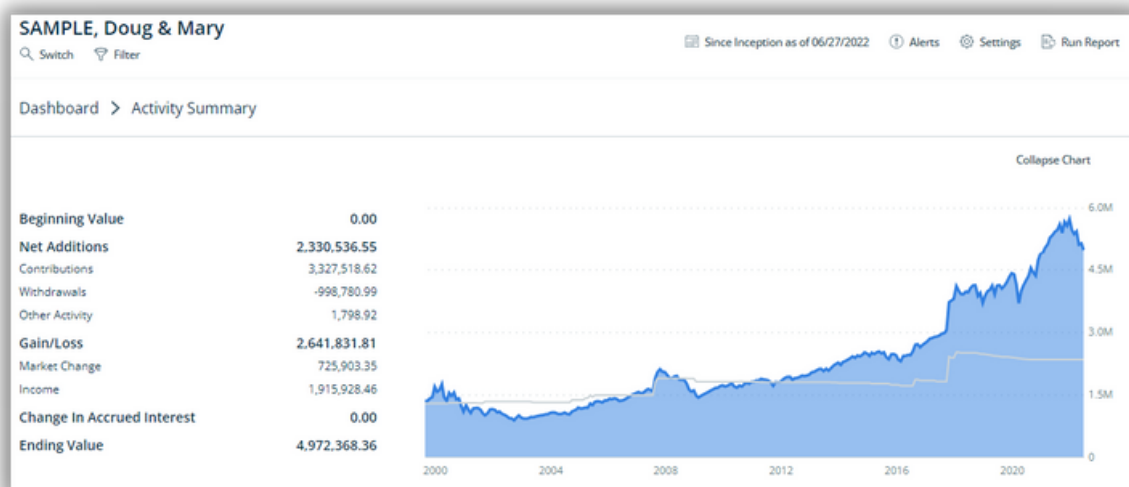 SAMPLE, Doug & Mary
Switch Filter
Since Inception as of 06/27/2022 Alerts Settings Run Report
Dashboard > Activity Summary
Collapse Chart
Beginning Value 0.00
Net Additions 2,330,536.55
Contributions 3,327,518.62
Withdrawals -998,780.99
Other Activity 1,798.92
Gain/Loss 2,641,831.81
Market Change 725,903.35
Income 1,915,928.46
Change In Accrued Interest 0.00
Ending Value 4,972,368.36
6.0M
4.5M
3.0M
1.5M
0
2000 2004 2008 2012 2016 2020